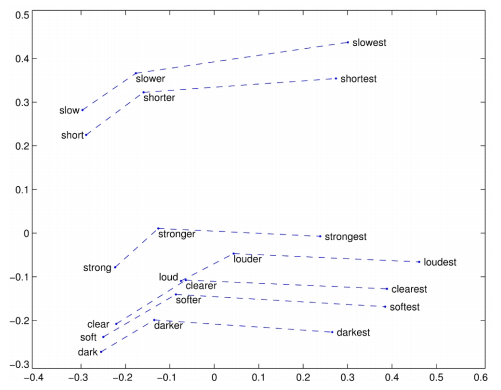 0.5
slowest
0.4
slower
shortest
shorter
0.3
slow
short
0.2
0.1
0
stronger
strongest
louder
loudest
strong
loud
−0.1
clearer
clearest
softer
softest
clear
−0.2
soft
darker
darkest
dark
−0.3
−0.4 −0.3 −0.2 −0.1 0 0.1 0.2 0.3 0.4 0.5 0.6